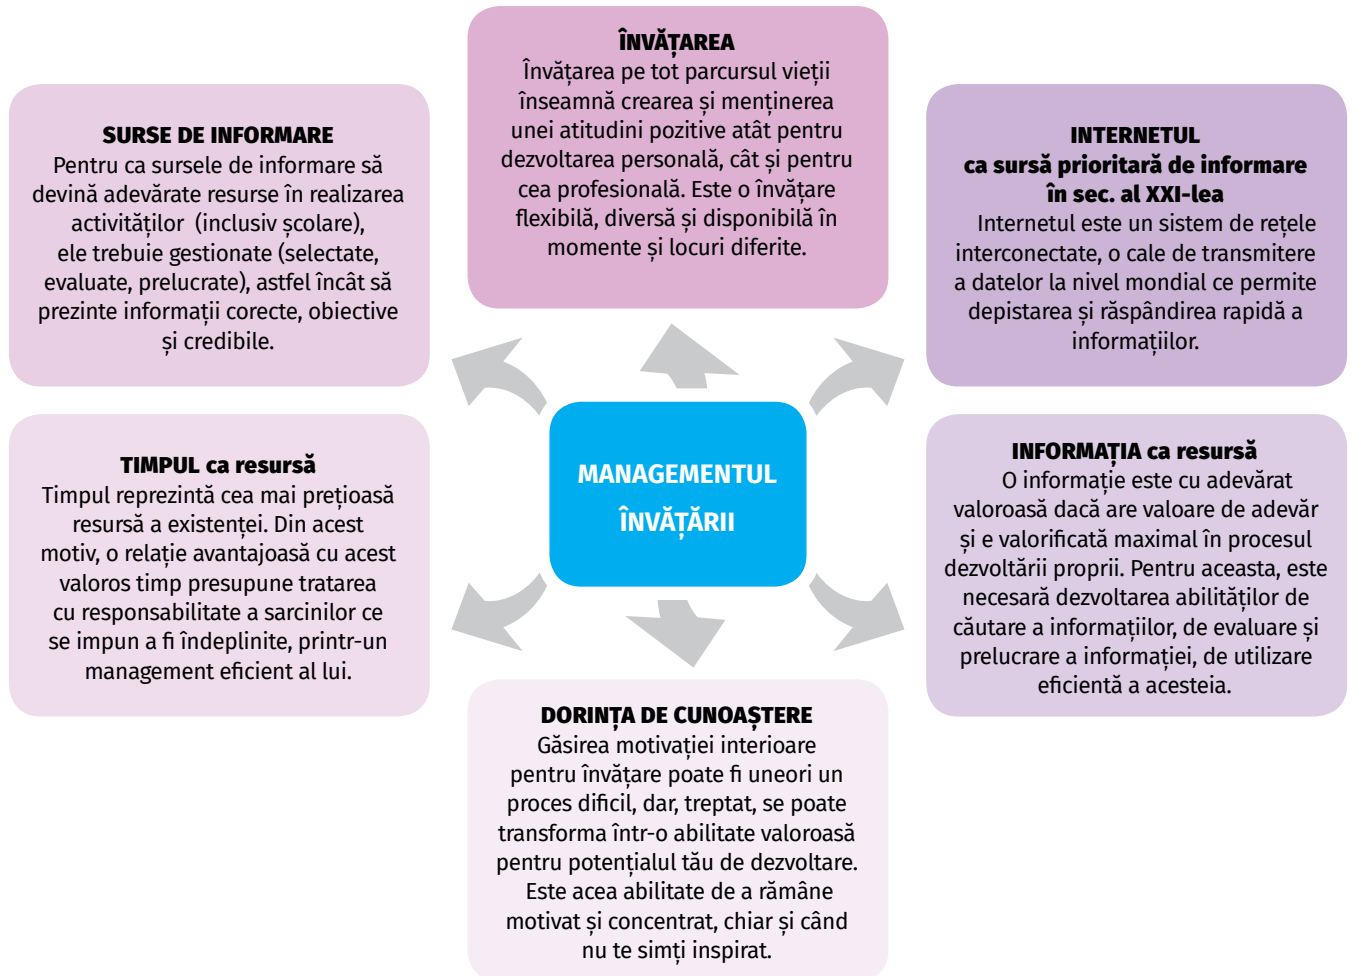 ÎNVĂȚAREA
Învățarea pe tot parcursul vieții
înseamnă crearea și menținerea
unei atitudini pozitive atât pentru
dezvoltarea personală, cât și pentru
cea profesională. Este o învățare
flexibilă, diversă și disponibilă în
momente și locuri diferite.
SURSE DE INFORMARE
Pentru ca sursele de informare să
devină adevărate resurse în realizarea
activităților (inclusiv școlare),
ele trebuie gestionate (selectate,
evaluate, prelucrate), astfel încât să
prezinte informații corecte, obiective
și credibile.
INTERNETUL
ca sursă prioritară de informare
în sec. al XXI-lea
Internetul este un sistem de rețele
interconectate, o cale de transmitere
a datelor la nivel mondial ce permite
depistarea și răspândirea rapidă a
informațiilor.
MANAGEMENTUL
ÎNVĂȚĂRII
TIMPUL ca resursă
Timpul reprezintă cea mai prețioasă
resursă a existenței. Din acest
motiv, o relație avantajoasă cu acest
valoros timp presupune tratarea
cu responsabilitate a sarcinilor ce
se impun a fi îndeplinite, printr-un
management eficient al lui.
INFORMAȚIA ca resursă
O informație este cu adevărat
valoroasă dacă are valoare de adevăr
și e valorificată maximal în procesul
dezvoltării proprii. Pentru aceasta, este
necesară dezvoltarea abilităților de
căutare a informațiilor, de evaluare și
prelucrare a informației, de utilizare
eficientă a acesteia.
DORINȚA DE CUNOAȘTERE
Găsirea motivației interioare
pentru învățare poate fi uneori un
proces dificil, dar, treptat, se poate
transforma într-o abilitate valoroasă
pentru potențialul tău de dezvoltare.
Este acea abilitate de a rămâne
motivat și concentrat, chiar și când
nu te simți inspirat.